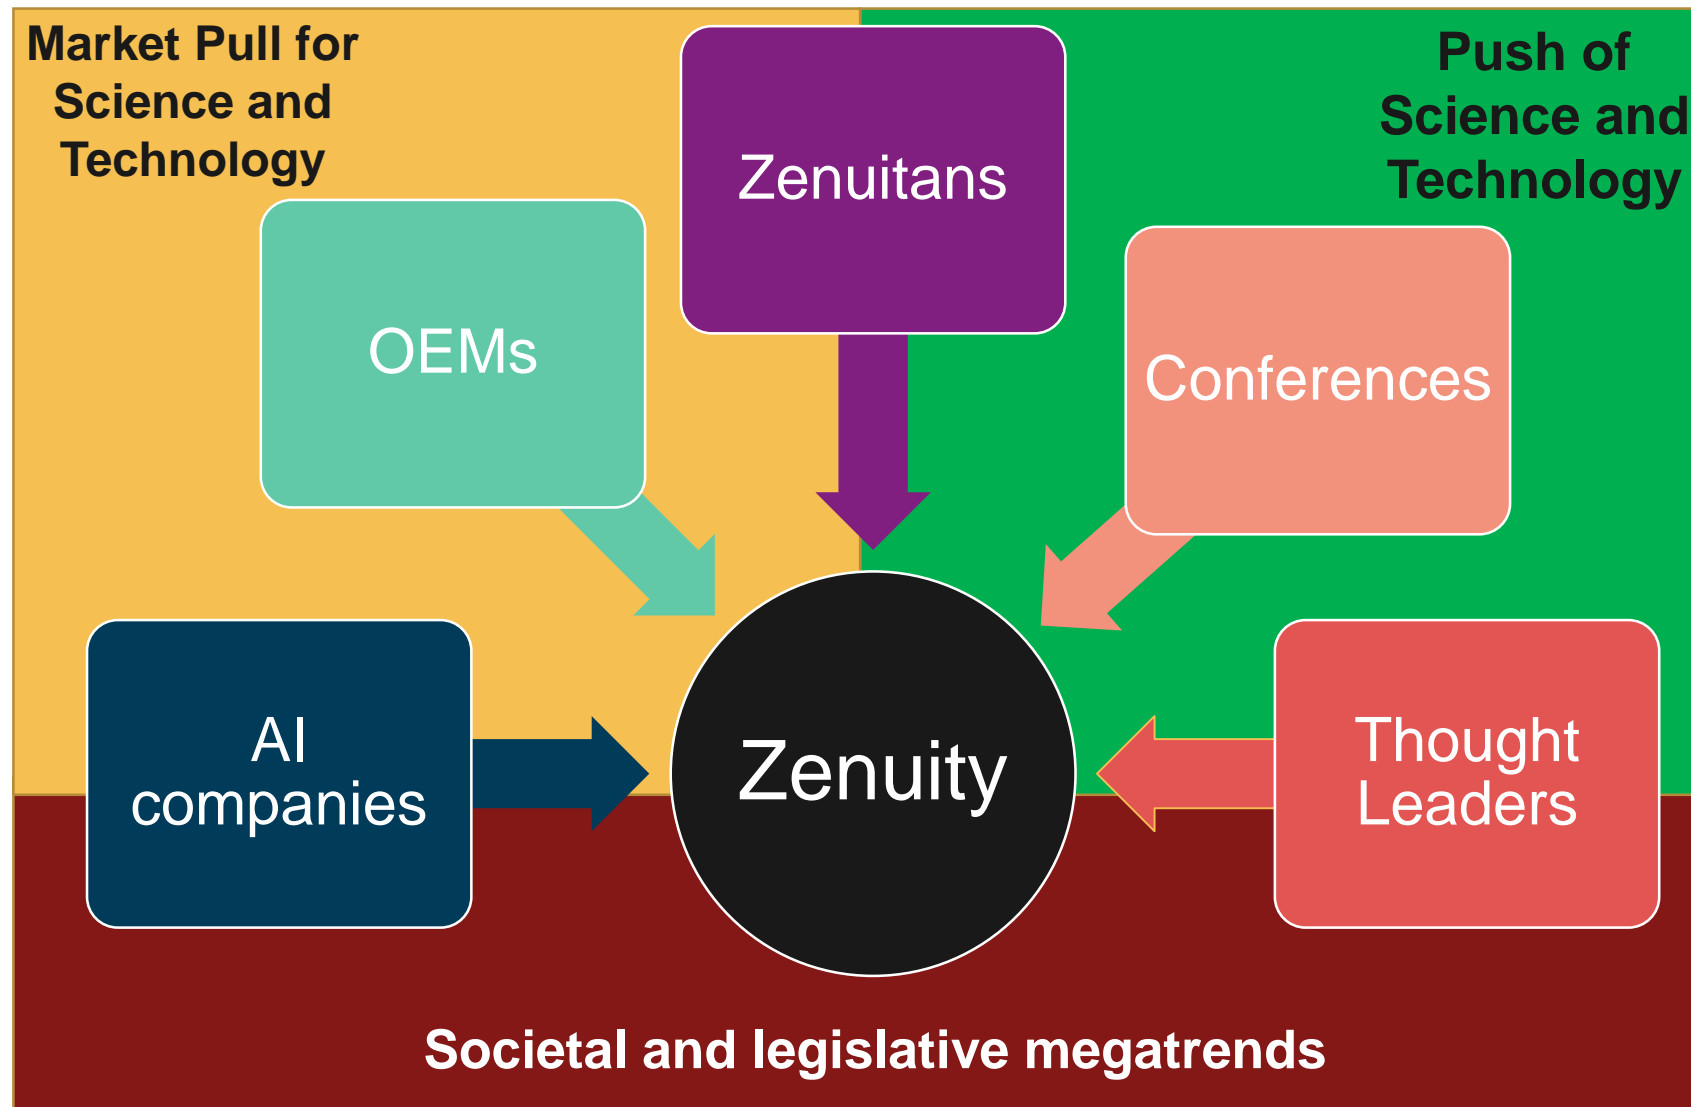 Market Pull for
Science and
Technology
Zenuitans
Push of
Science and
Technology
OEMs
Conferences
AI
companies
Zenuity
Thought
Leaders
Societal and legislative megatrends